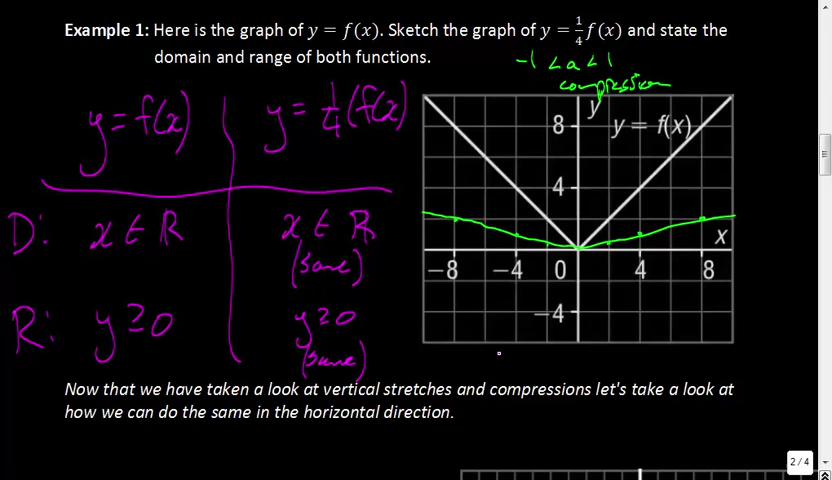 Example 1: Here is the graph of y = f(x). Sketch the graph of y = 1/4 f(x) and state the
domain and range of both functions.
-1 < a < 1
compression
y = f(x)
y = 1/4 (f(x)
D: x ∈ R
x ∈ R
(same)
R: y ≥ 0
y ≥ 0
(same)
y
8
y = f(x)
4
x
-8 -4 0 4 8
-4
Now that we have taken a look at vertical stretches and compressions let's take a look at
how we can do the same in the horizontal direction.
2 / 4